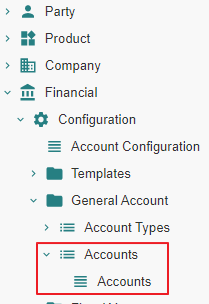 Party
Product
Company
Financial
Configuration
Account Configuration
Templates
General Account
Account Types
Accounts
Accounts